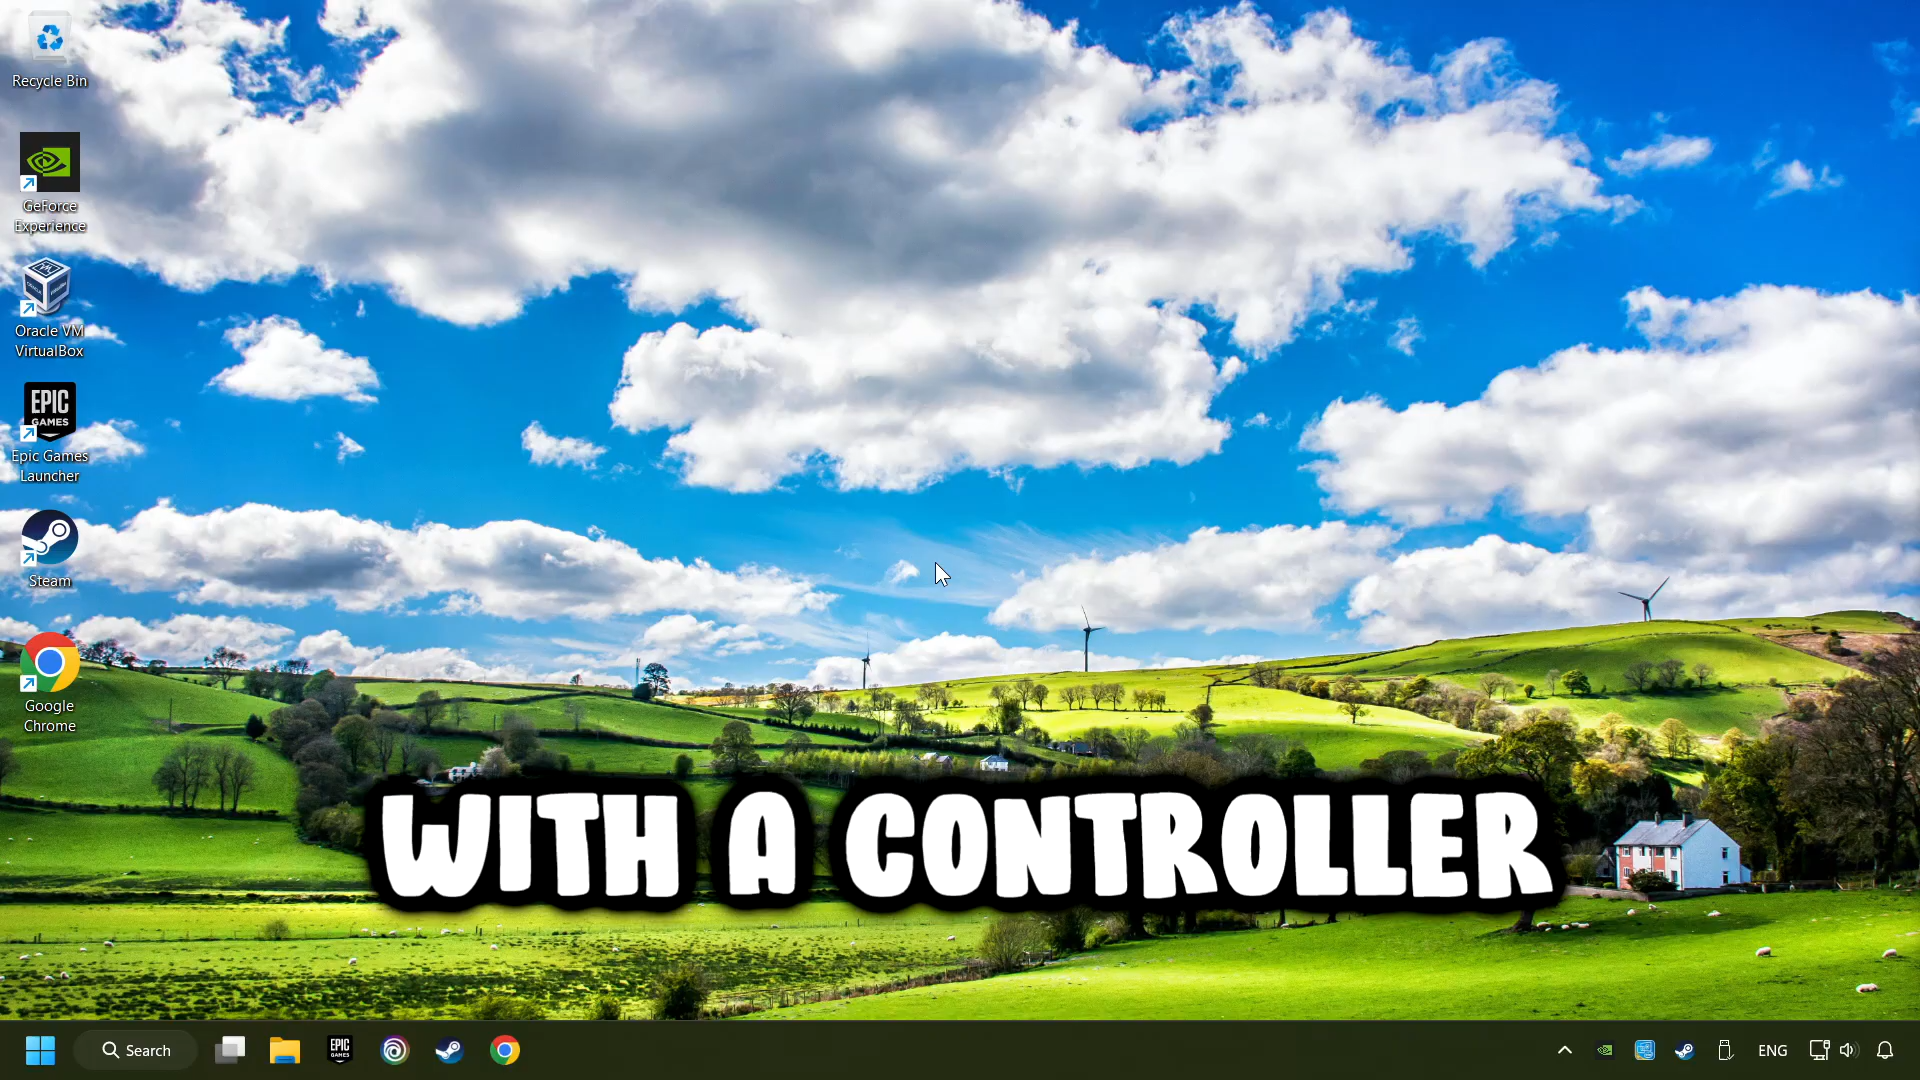 Recycle Bin
GeForce
Experience
Oracle VM
VirtualBox
EPIC
GAMES
Epic Games
Launcher
Steam
Google
Chrome
WITH A CONTROLLER
Search
EPIC
GAMES
ENG